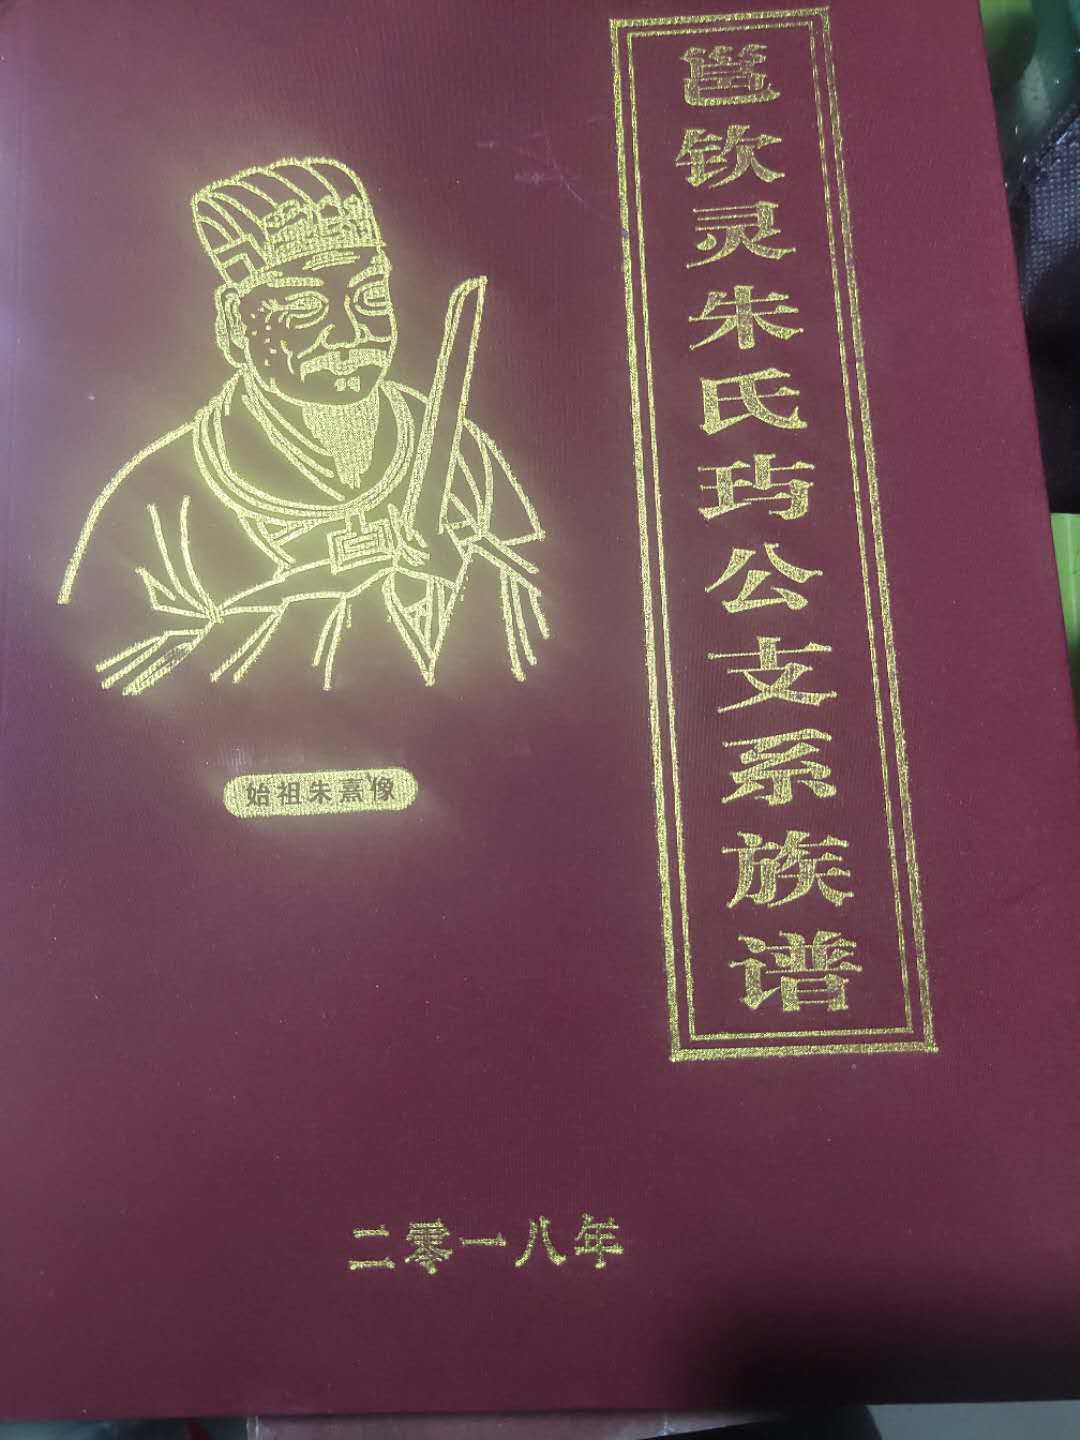 邕钦灵朱氏玙公支系族谱
始祖朱熹像
二零一八年